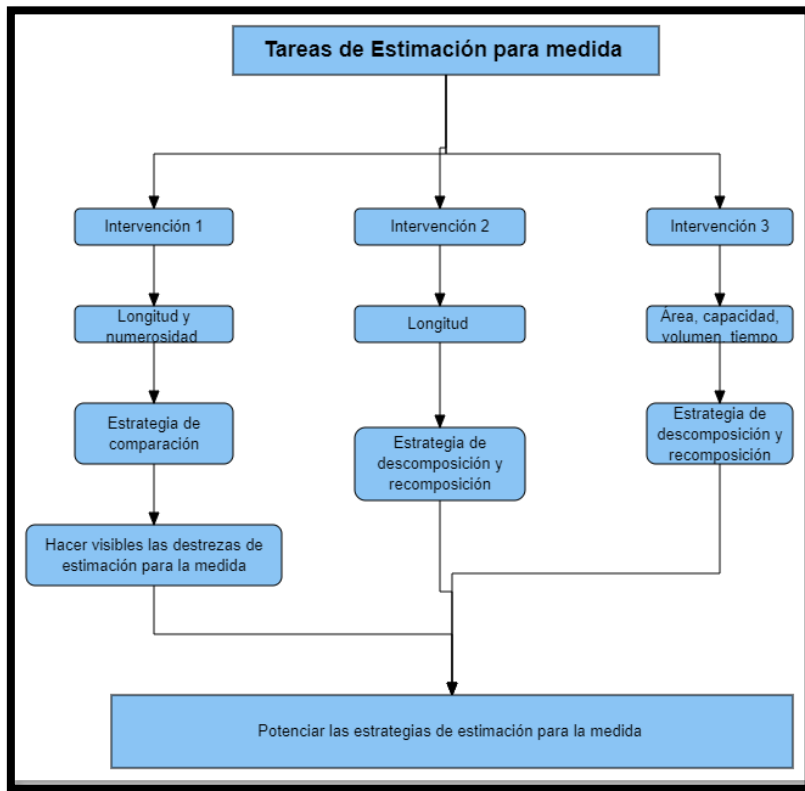 Tareas de Estimación para medida
Intervención 1
Intervención 2
Intervención 3
Longitud y
numerosidad
Longitud
Área, capacidad,
volumen, tiempo
Estrategia de
comparación
Estrategia de
descomposición y
recomposición
Estrategia de
descomposición y
recomposición
Hacer visibles las destrezas de
estimación para la medida
Potenciar las estrategias de estimación para la medida